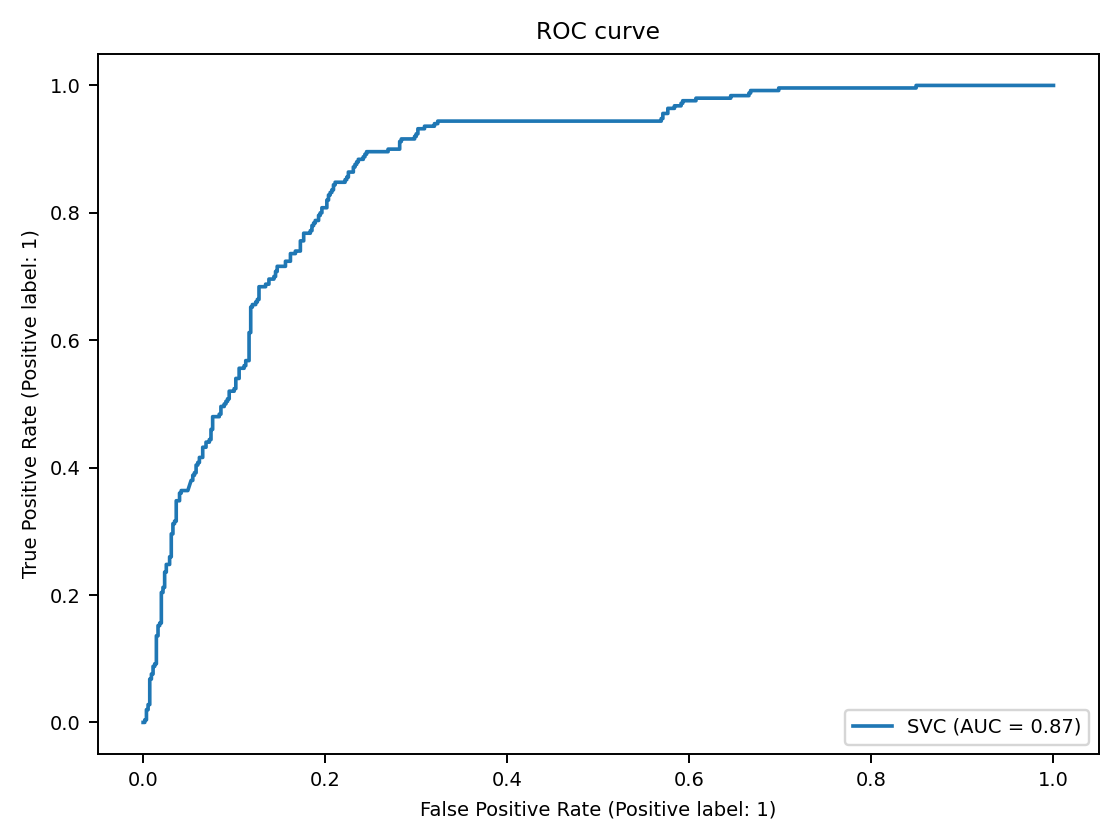 ROC curve
True Positive Rate (Positive label: 1)
1.0
0.8
0.6
0.4
0.2
0.0
SVC (AUC = 0.87)
0.0 0.2 0.4 0.6 0.8 1.0
False Positive Rate (Positive label: 1)